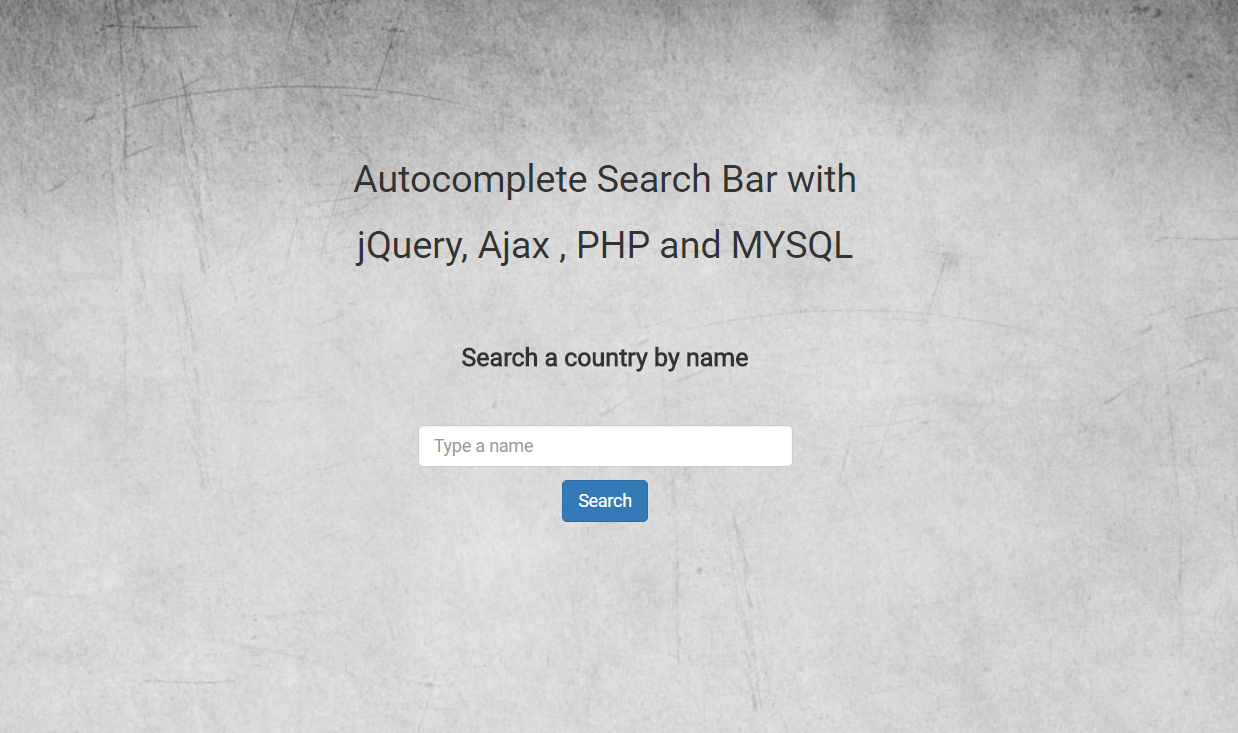 Autocomplete Search Bar with
jQuery, Ajax , PHP and MYSQL
Search a country by name
Type a name
Search